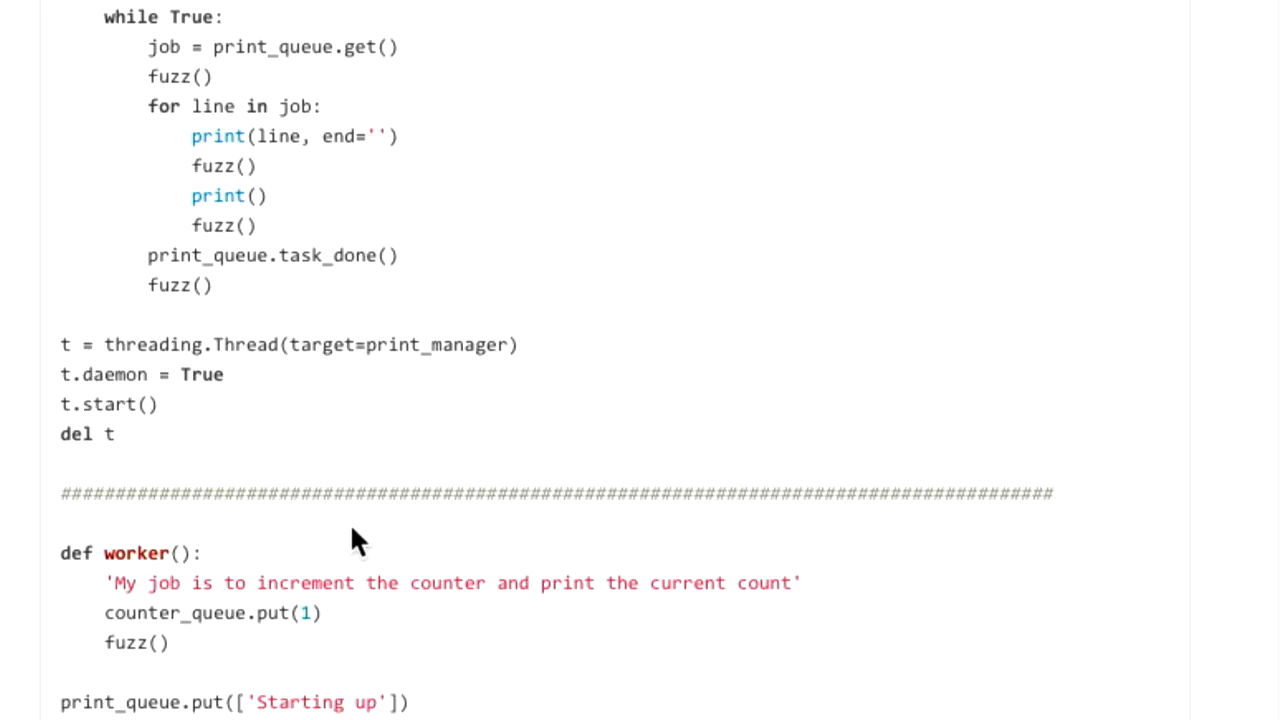 while True:
job = print_queue.get()
fuzz()
for line in job:
print(line, end='')
fuzz()
print()
fuzz()
print_queue.task_done()
fuzz()
t = threading.Thread(target=print_manager)
t.daemon = True
t.start()
del t
###########################################################################################
def worker():
'My job is to increment the counter and print the current count'
counter_queue.put(1)
fuzz()
print_queue.put(['Starting up'])